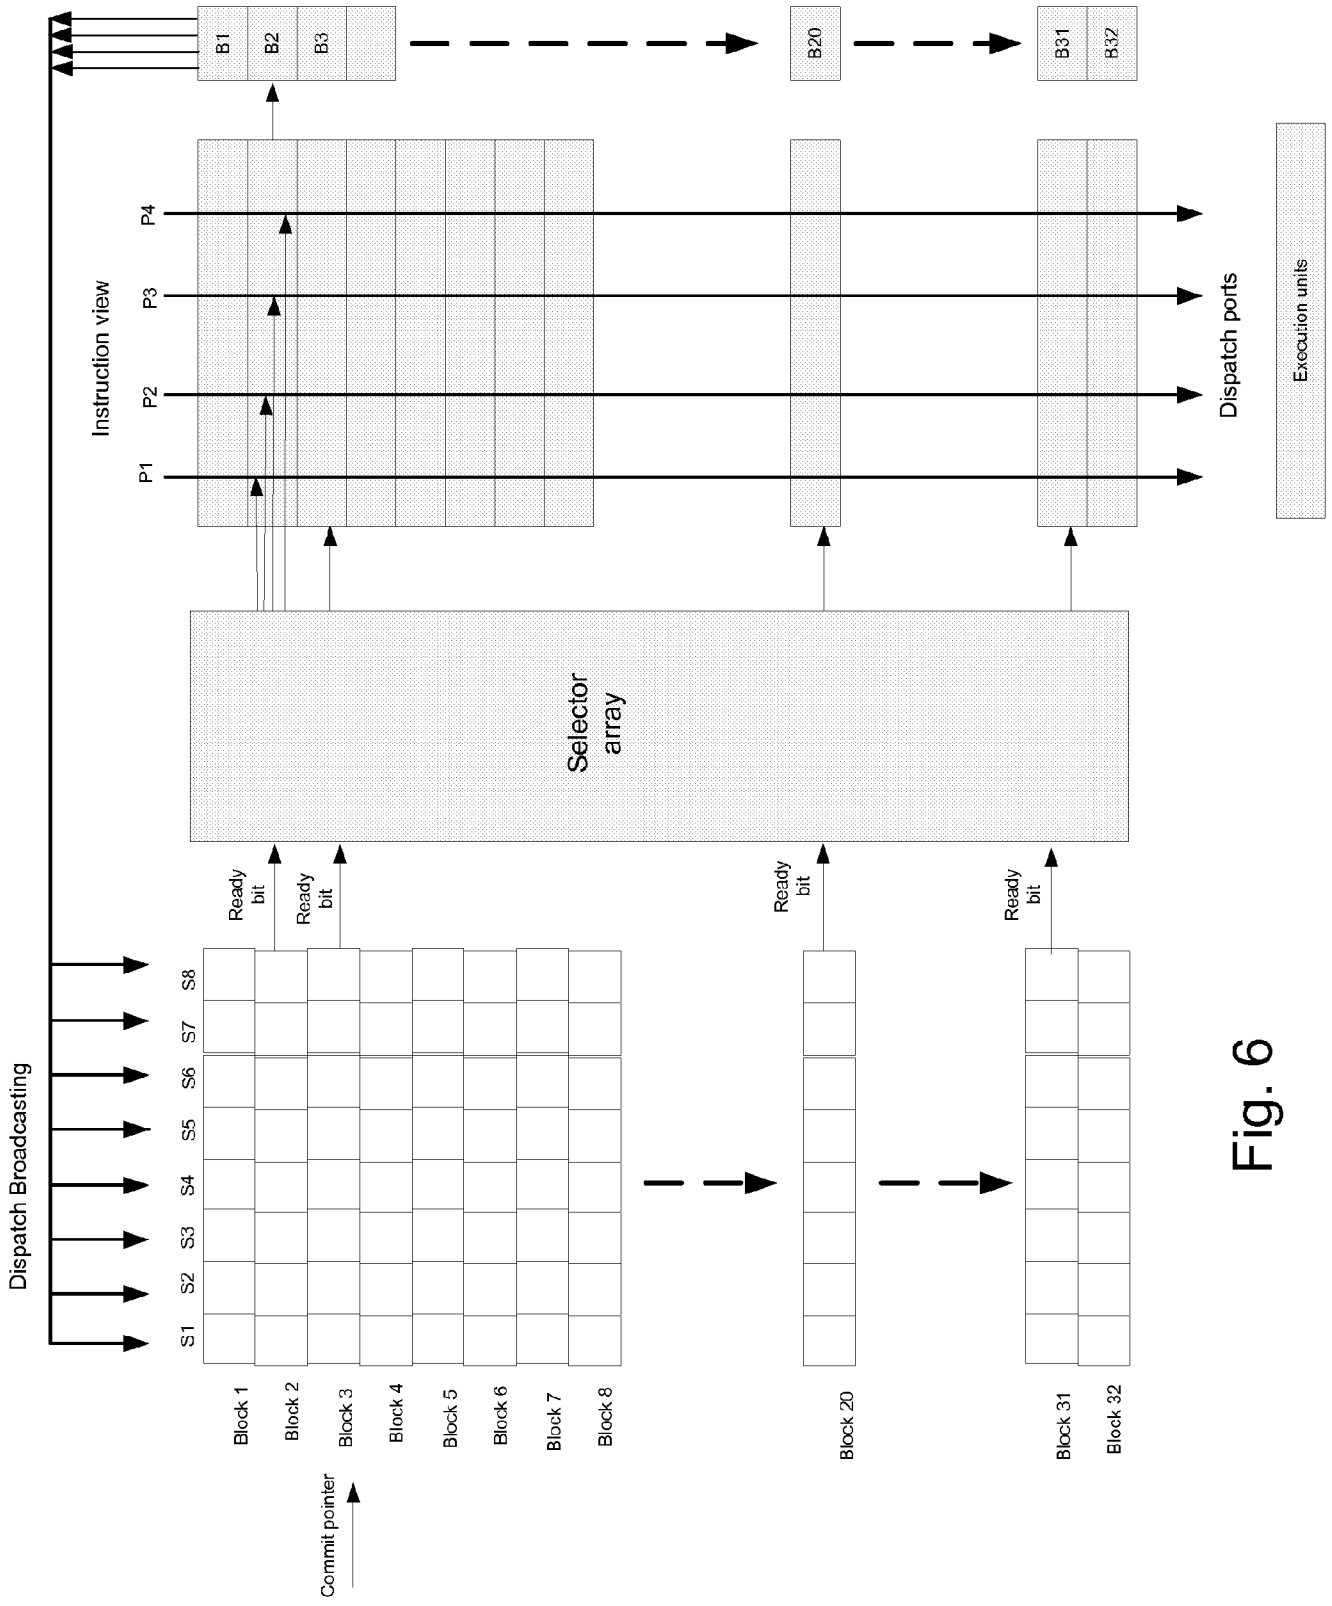 Dispatch Broadcasting
S1
S2
S3
S4
S5
S6
S7
S8
Commit pointer
Block 1
Block 2
Block 3
Block 4
Block 5
Block 6
Block 7
Block 8
Block 20
Block 31
Block 32
Ready
bit
Ready
bit
Ready
bit
Ready
bit
Selector
array
Instruction view
P1
P2
P3
P4
B1
B2
B3
B20
B31
B32
Dispatch ports
Execution units
Fig. 6